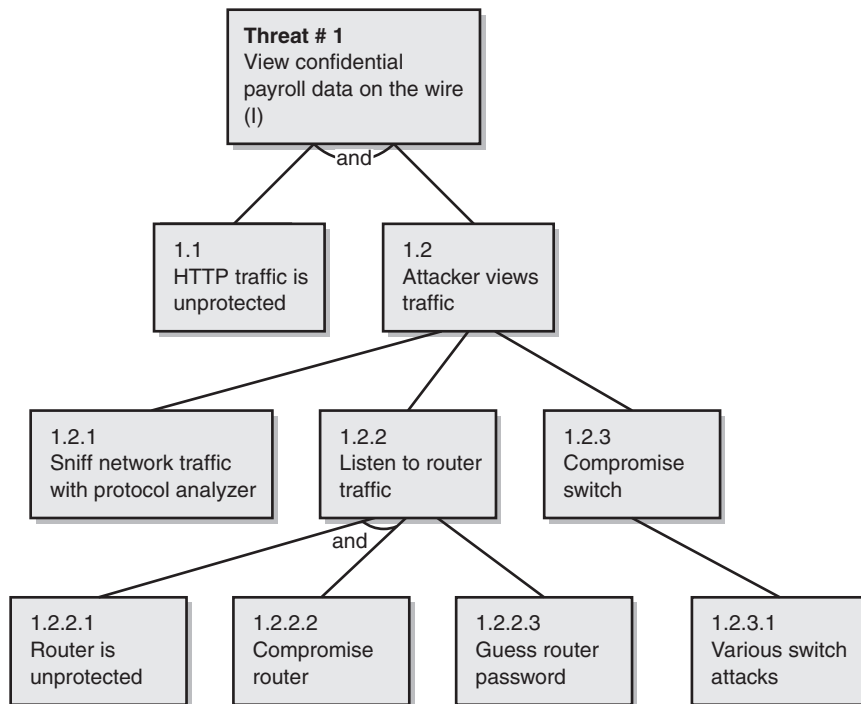 Threat # 1
View confidential
payroll data on the wire
(I)
and
1.1
HTTP traffic is
unprotected
1.2
Attacker views
traffic
1.2.1
Sniff network traffic
with protocol analyzer
1.2.2
Listen to router
traffic
1.2.3
Compromise
switch
and
1.2.2.1
Router is
unprotected
1.2.2.2
Compromise
router
1.2.2.3
Guess router
password
1.2.3.1
Various switch
attacks